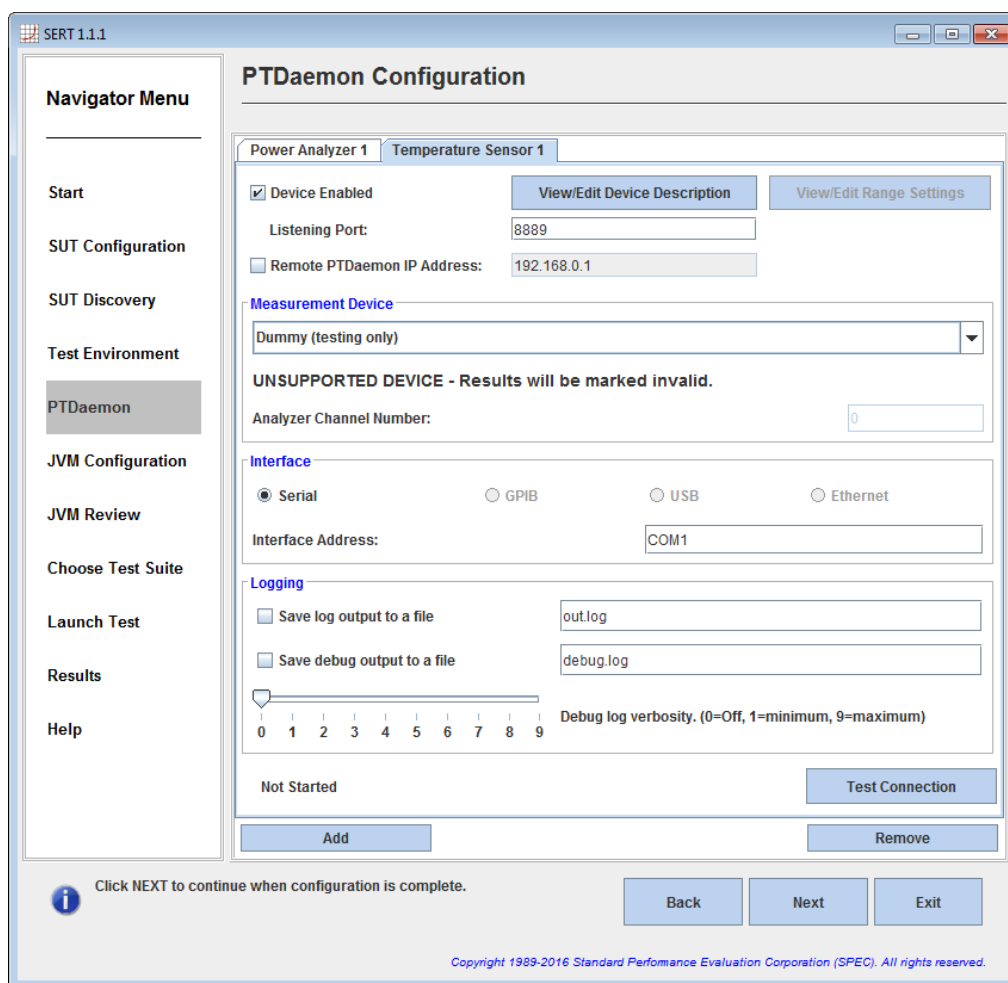 SERT 1.1.1
PTDaemon Configuration
Navigator Menu
Start
SUT Configuration
SUT Discovery
Test Environment
PTDaemon
JVM Configuration
JVM Review
Choose Test Suite
Launch Test
Results
Help
Power Analyzer 1 Temperature Sensor 1
Device Enabled View/Edit Device Description View/Edit Range Settings
Listening Port: 8889
Remote PTDaemon IP Address: 192.168.0.1
Measurement Device
Dummy (testing only)
UNSUPPORTED DEVICE - Results will be marked invalid.
Analyzer Channel Number: 0
Interface
Serial GPIB USB Ethernet
Interface Address: COM1
Logging
Save log output to a file out.log
Save debug output to a file debug.log
0 1 2 3 4 5 6 7 8 9 Debug log verbosity. (0=Off, 1=minimum, 9=maximum)
Not Started Test Connection
Add Remove
Click NEXT to continue when configuration is complete.
Back Next Exit
Copyright 1989-2016 Standard Perfomance Evaluation Corporation (SPEC). All rights reserved.